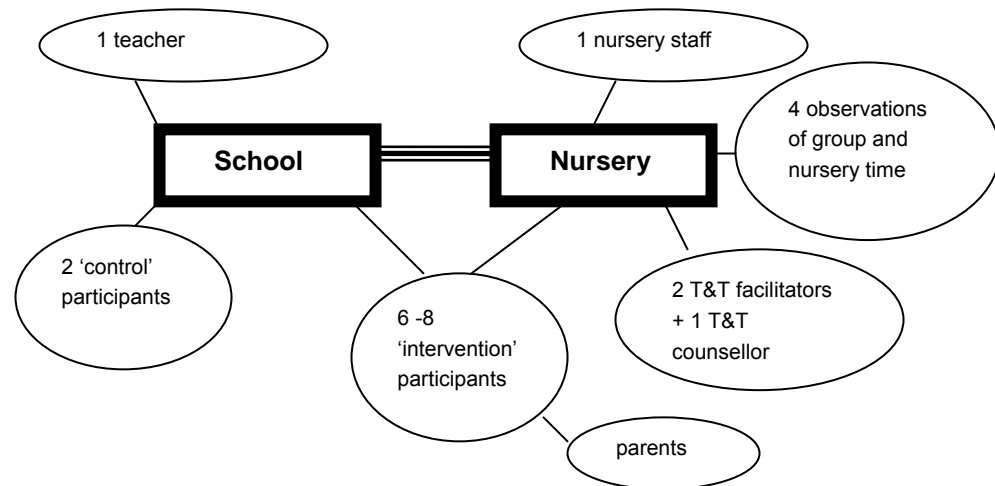 1 teacher
1 nursery staff
4 observations
of group and
nursery time
School
Nursery
2 ‘control’
participants
6 -8
‘intervention’
participants
2 T&T facilitators
+ 1 T&T
counsellor
parents